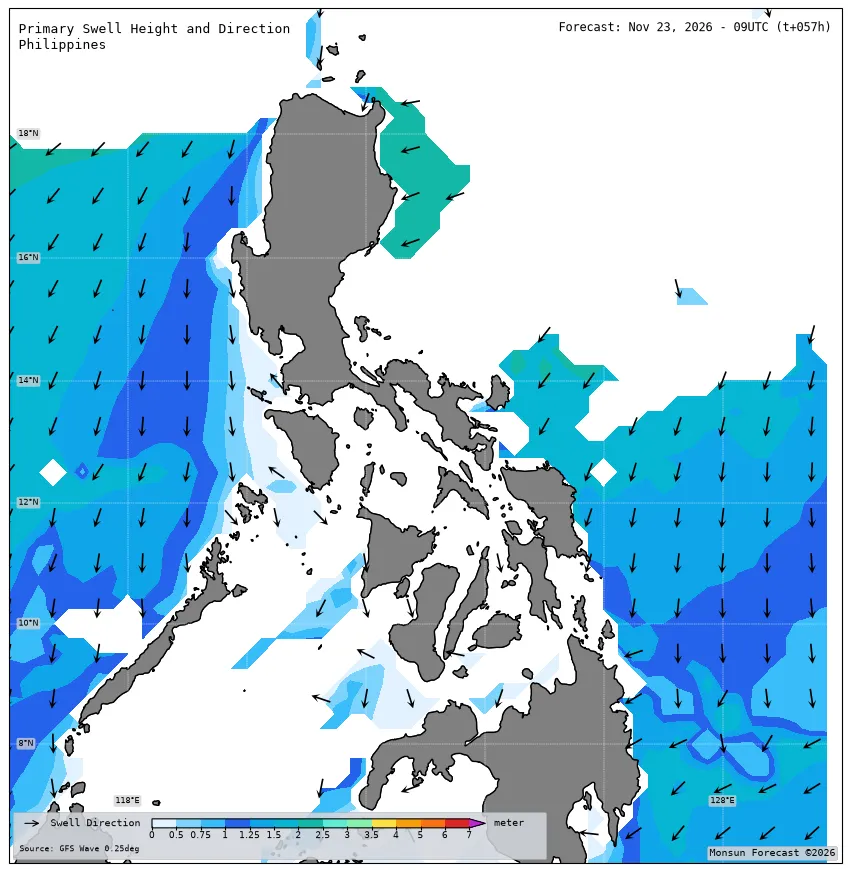 Primary Swell Height and Direction
Philippines
Forecast: Nov 23, 2026 - 09UTC (t+057h)
18°N
16°N
14°N
12°N
10°N
8°N
118°E
128°E
Swell Direction
0 0.5 0.75 1 1.25 1.5 2 2.5 3 3.5 4 5 6 7
meter
Source: GFS Wave 0.25deg
Monsun Forecast ©2026